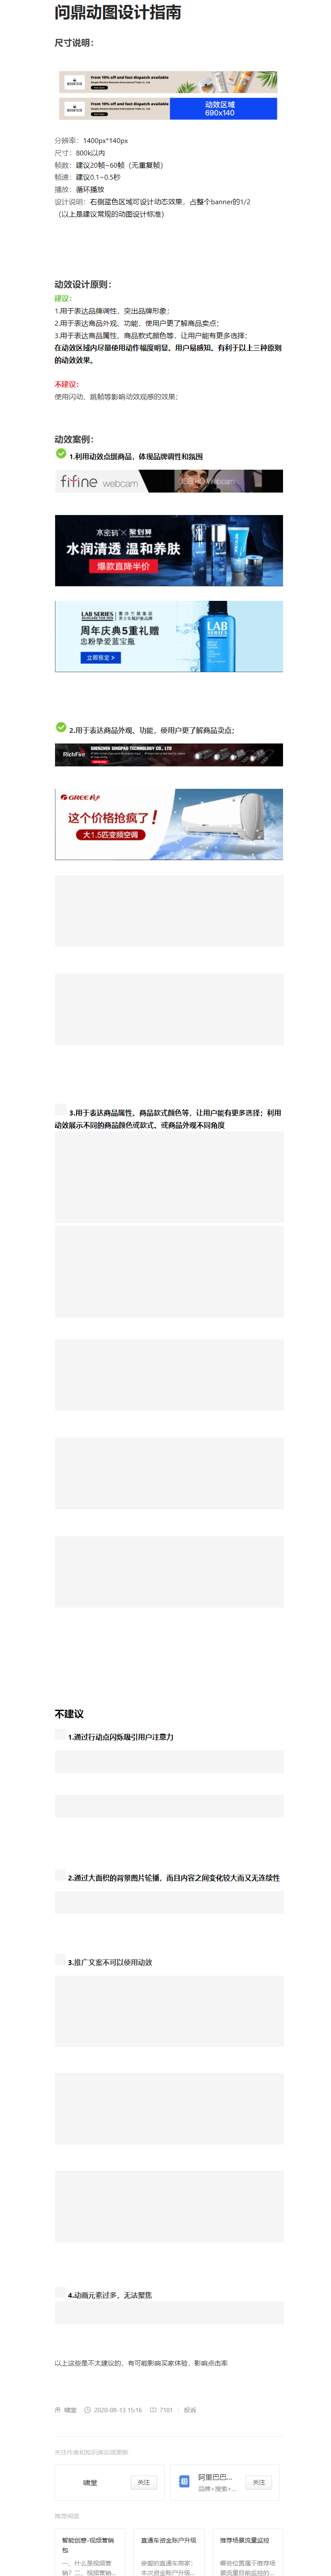 问鼎动图设计指南
尺寸说明：
From 10% off and fast dispatch available
From 10% off and fast dispatch available
动效区域
690x140
分辨率：1400px*140px
尺寸：800k以内
帧数：建议20帧~60帧（无重复帧）
帧速：建议0.1~0.5秒
播放：循环播放
设计说明：右侧蓝色区域可设计动态效果，占整个banner的1/2
（以上是建议常规的动图设计标准）
动效设计原则：
建议：
1.用于表达品牌调性，突出品牌形象；
2.用于表达商品外观、功能，使用户更了解商品卖点；
3.用于表达商品属性、商品款式颜色等，让用户能有更多选择；
在动效区域内尽量使用动作幅度明显、用户易感知、有利于以上三种原则
的动效效果。
不建议：
使用闪动、跳帧等影响动效观感的效果；
动效案例：
1.利用动效点缀商品，体现品牌调性和氛围
fifine webcam
水密码 X 聚划算
水润清透 温和养肤
爆款直降半价
LAB SERIES
周年庆典5重礼赠
忠粉挚爱蓝宝瓶
立即预定 >
LAB
SERIES
2.用于表达商品外观、功能，使用户更了解商品卖点；
RichFire
SHENZHEN SINGFAD TECHNOLOGY CO., LTD
GREE格力
这个价格抢疯了！
大1.5匹变频空调
3.用于表达商品属性、商品款式颜色等，让用户能有更多选择；利用
动效展示不同的商品颜色或款式、或商品外观不同角度
不建议
1.通过行动点闪烁吸引用户注意力
2.通过大面积的背景图片轮播，而且内容之间变化较大而又无连续性
3.推广文案不可以使用动效
4.动画元素过多，无法聚焦
以上这些是不太建议的，有可能影响买家体验，影响点击率
啸堂 2020-08-13 15:16 7101 投诉
关注作者和知识库后续更新
啸堂 关注
阿里巴巴... 关注
品牌+搜索+...
推荐阅读
智能创意-视频营销
包
一、什么是视频营
销？二、视频营销...
直通车资金账户升级
亲爱的直通车商家：
本次资金账户升级...
推荐场景流量监控
哪些位置属于推荐场
景流量目前监控的...